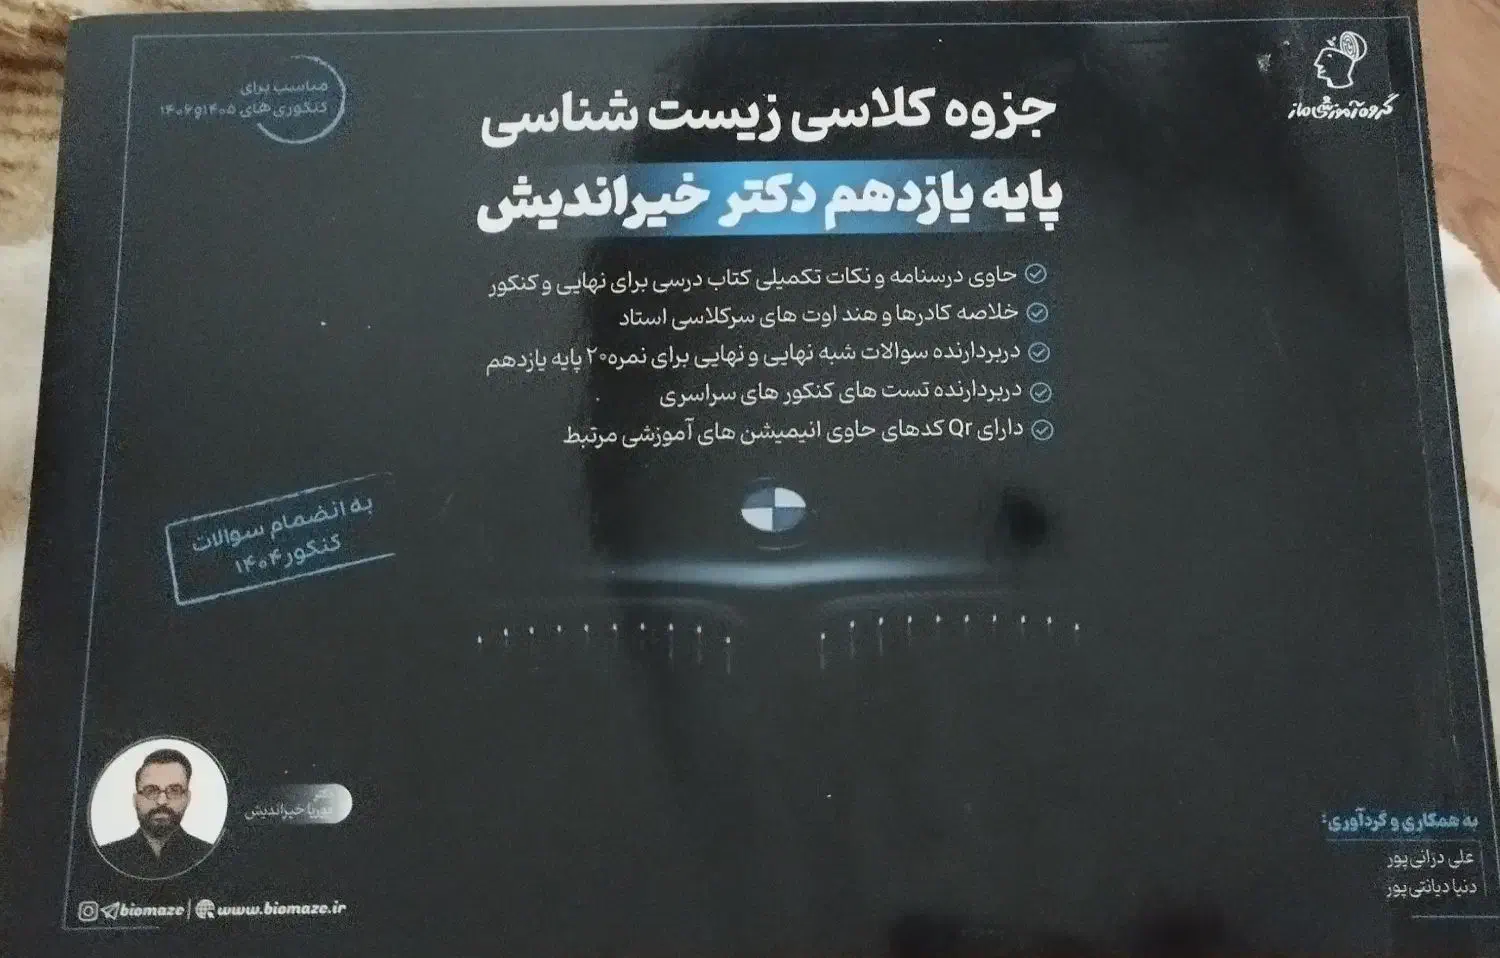 گروه آموزشی ماز
مناسب برای
کنکوری های ۱۴۰۵و۱۴۰۶
جزوه کلاسی زیست شناسی
پایه یازدهم دکتر خیراندیش
حاوی درسنامه و نکات تکمیلی کتاب درسی برای نهایی و کنکور
خلاصه کادرها و هند اوت های سرکلاسی استاد
دربردارنده سوالات شبه نهایی و نهایی برای نمره ۲۰ پایه یازدهم
دربردارنده تست های کنکور های سراسری
دارای Qr کدهای حاوی انیمیشن های آموزشی مرتبط
به انضمام سوالات
کنکور ۱۴۰۴
دکتر
پوریا خیراندیش
biomaze | www.biomaze.ir
به همکاری و گردآوری:
علی درانی‌پور
دنیا دیانتی‌پور